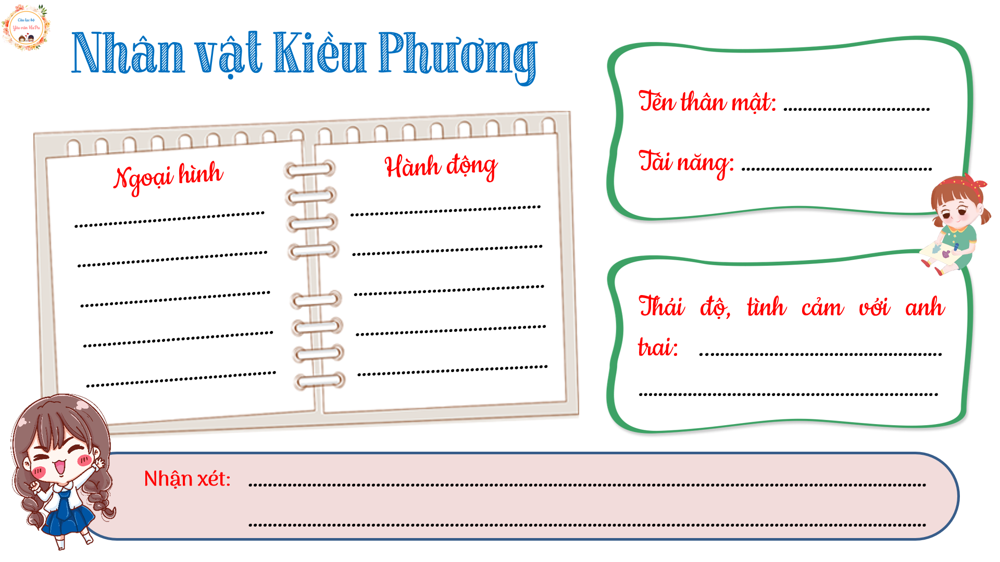 Câu lạc bộ
Yêu văn HaPu
Nhân vật Kiều Phương
Ngoại hình
..............................................
..............................................
..............................................
..............................................
..............................................
Hành động
..............................................
..............................................
..............................................
..............................................
..............................................
Tên thân mật: ..............................
Tài năng: .......................................
Thái độ, tình cảm với anh
trai: ..................................................
.............................................................
Nhận xét: ..........................................................................................................................................
..........................................................................................................................................